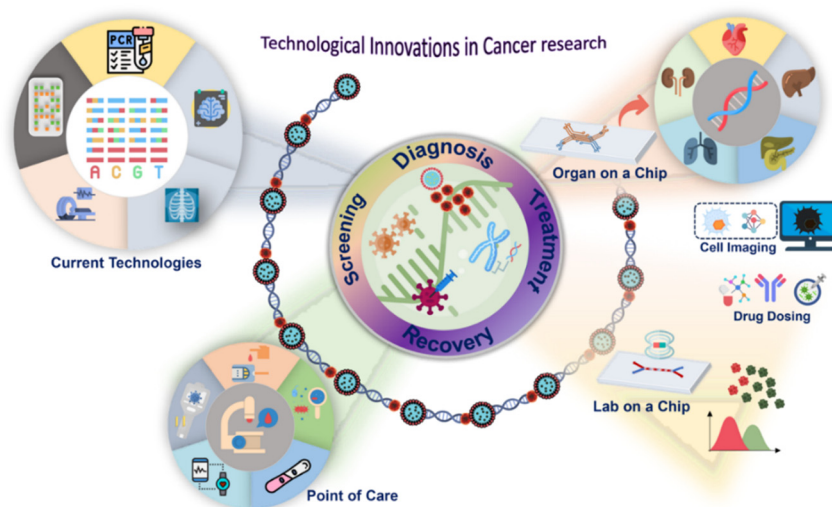 Technological Innovations in Cancer research
PCR
A C G T
Current Technologies
Screening
Diagnosis
Treatment
Recovery
Organ on a Chip
Cell Imaging
Drug Dosing
Lab on a Chip
Point of Care